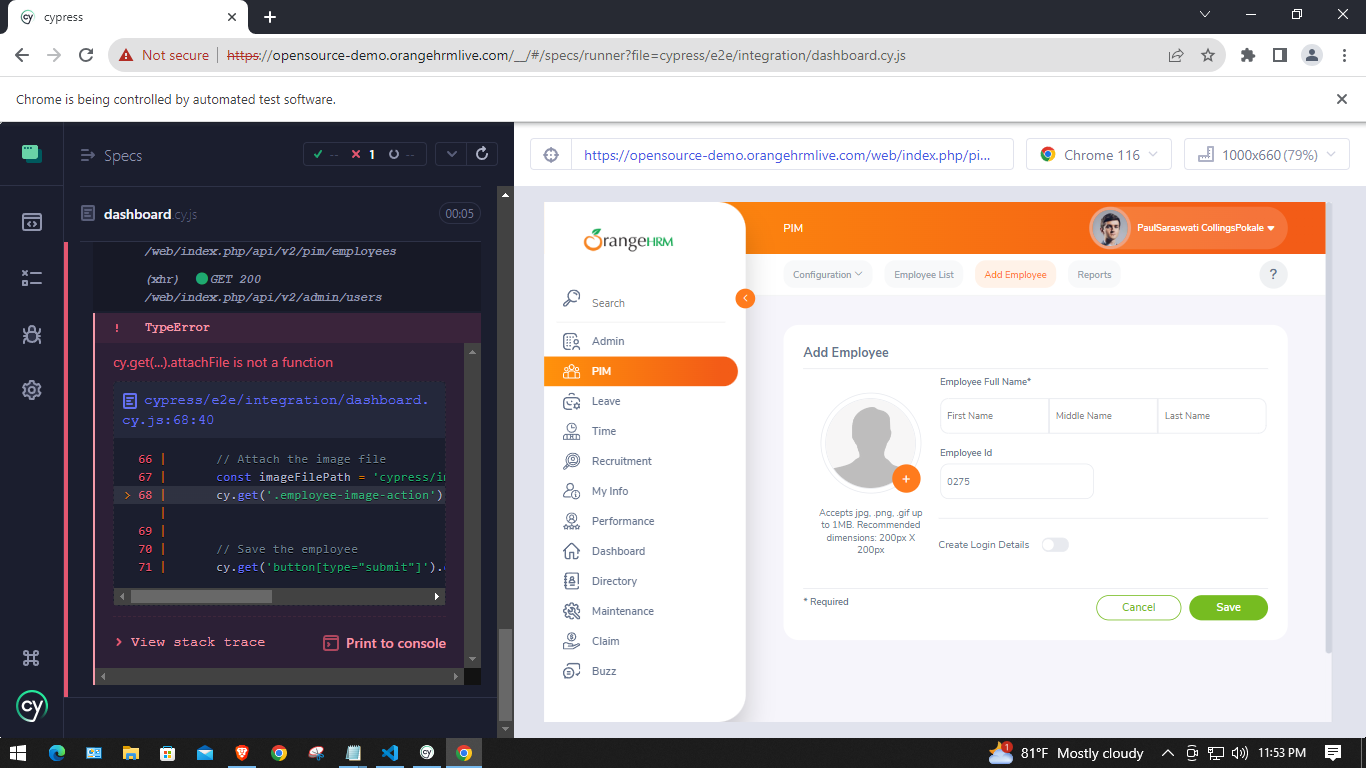 cypress
Not secure
https://opensource-demo.orangehrmlive.com/__/#/specs/runner?file=cypress/e2e/integration/dashboard.cy.js
Chrome is being controlled by automated test software.
Specs
-- 1 --
dashboard.cy.js 00:05
/web/index.php/api/v2/pim/employees
(xhr) GET 200
/web/index.php/api/v2/admin/users
! TypeError
cy.get(...).attachFile is not a function
cypress/e2e/integration/dashboard.
cy.js:68:40
66 | // Attach the image file
67 | const imageFilePath = 'cypress/i
> 68 | cy.get('.employee-image-action')
|
69 |
70 | // Save the employee
71 | cy.get('button[type="submit"]').
> View stack trace
Print to console
cy
https://opensource-demo.orangehrmlive.com/web/index.php/pi...
Chrome 116
1000x660 (79%)
OrangeHRM
Search
Admin
PIM
Leave
Time
Recruitment
My Info
Performance
Dashboard
Directory
Maintenance
Claim
Buzz
PIM
PaulSaraswati CollingsPokale
Configuration
Employee List
Add Employee
Reports
?
Add Employee
Employee Full Name*
First Name
Middle Name
Last Name
Employee Id
0275
+
Accepts jpg, .png, .gif up
to 1MB. Recommended
dimensions: 200px X
200px
Create Login Details
* Required
Cancel
Save
1
81°F Mostly cloudy
11:53 PM